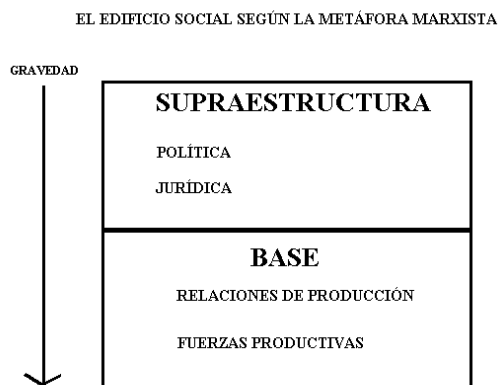 EL EDIFICIO SOCIAL SEGÚN LA METÁFORA MARXISTA
GRAVEDAD
SUPRAESTRUCTURA
POLÍTICA
JURÍDICA
BASE
RELACIONES DE PRODUCCIÓN
FUERZAS PRODUCTIVAS